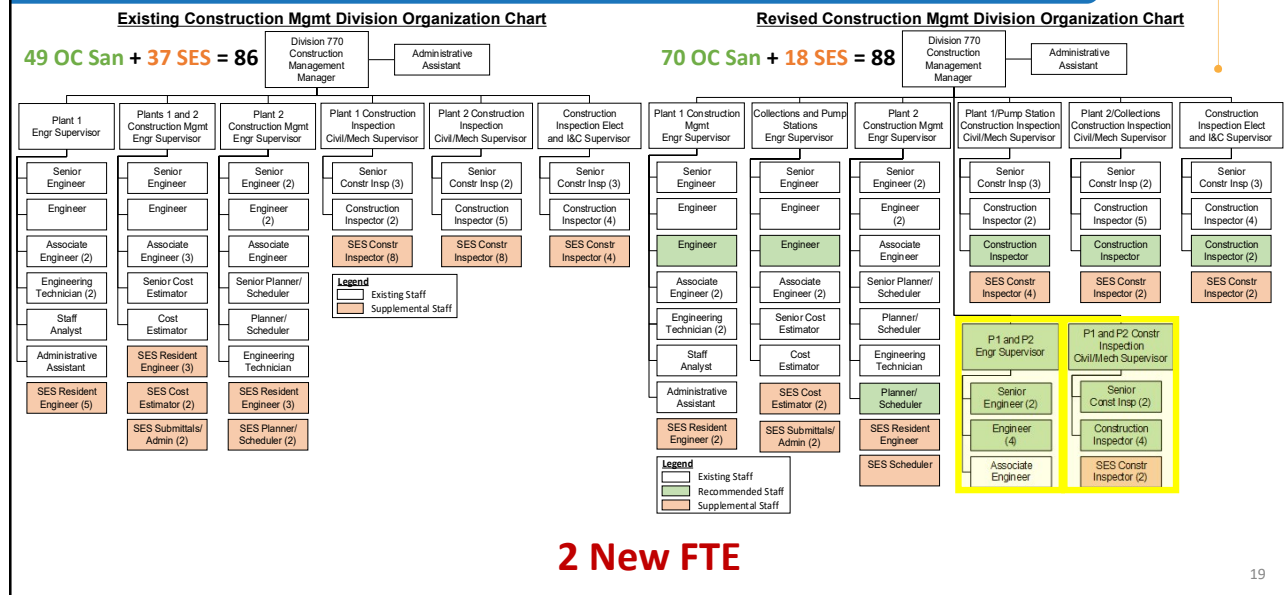 Existing Construction Mgmt Division Organization Chart
49 OC San + 37 SES = 86
Division 770
Construction
Management
Manager
Administrative
Assistant
Plant 1
Engr Supervisor
Senior
Engineer
Engineer
Associate
Engineer (2)
Engineering
Technician (2)
Staff
Analyst
Administrative
Assistant
SES Resident
Engineer (5)
Plants 1 and 2
Construction Mgmt
Engr Supervisor
Senior
Engineer
Engineer
Associate
Engineer (3)
Senior Cost
Estimator
Cost
Estimator
SES Resident
Engineer (3)
SES Cost
Estimator (2)
SES Submittals/
Admin (2)
Plant 2
Construction Mgmt
Engr Supervisor
Senior
Engineer (2)
Engineer
(2)
Associate
Engineer
Senior Planner/
Scheduler
Planner/
Scheduler
Engineering
Technician
SES Resident
Engineer (3)
SES Planner/
Scheduler (2)
Plant 1 Construction
Inspection
Civil/Mech Supervisor
Senior
Constr Insp (3)
Construction
Inspector (2)
SES Constr
Inspector (8)
Plant 2 Construction
Inspection
Civil/Mech Supervisor
Senior
Constr Insp (2)
Construction
Inspector (5)
SES Constr
Inspector (8)
Construction
Inspection Elect
and I&C Supervisor
Senior
Constr Insp (3)
Construction
Inspector (4)
SES Constr
Inspector (4)
Legend
Existing Staff
Supplemental Staff
Revised Construction Mgmt Division Organization Chart
70 OC San + 18 SES = 88
Division 770
Construction
Management
Manager
Administrative
Assistant
Plant 1 Construction
Mgmt
Engr Supervisor
Senior
Engineer
Engineer
Engineer
Associate
Engineer (2)
Engineering
Technician (2)
Staff
Analyst
Administrative
Assistant
SES Resident
Engineer (2)
Collections and Pump
Stations
Engr Supervisor
Senior
Engineer
Engineer
Engineer
Associate
Engineer (2)
Senior Cost
Estimator
Cost
Estimator
SES Cost
Estimator (2)
SES Submittals/
Admin (2)
Plant 2
Construction Mgmt
Engr Supervisor
Senior
Engineer (2)
Engineer
(2)
Associate
Engineer
Senior Planner/
Scheduler
Planner/
Scheduler
Engineering
Technician
Planner/
Scheduler
SES Resident
Engineer
SES Scheduler
Plant 1/Pump Station
Construction Inspection
Civil/Mech Supervisor
Senior
Constr Insp (3)
Construction
Inspector (2)
Construction
Inspector
SES Constr
Inspector (4)
Plant 2/Collections
Construction Inspection
Civil/Mech Supervisor
Senior
Constr Insp (2)
Construction
Inspector (5)
Construction
Inspector
SES Constr
Inspector (2)
Construction
Inspection Elect
and I&C Supervisor
Senior
Constr Insp (3)
Construction
Inspector (4)
Construction
Inspector (2)
SES Constr
Inspector (2)
P1 and P2
Engr Supervisor
Senior
Engineer (2)
Engineer
(4)
Associate
Engineer
P1 and P2 Constr
Inspection
Civil/Mech Supervisor
Senior
Const Insp (2)
Construction
Inspector (4)
SES Constr
Inspector (2)
Legend
Existing Staff
Recommended Staff
Supplemental Staff
2 New FTE
19